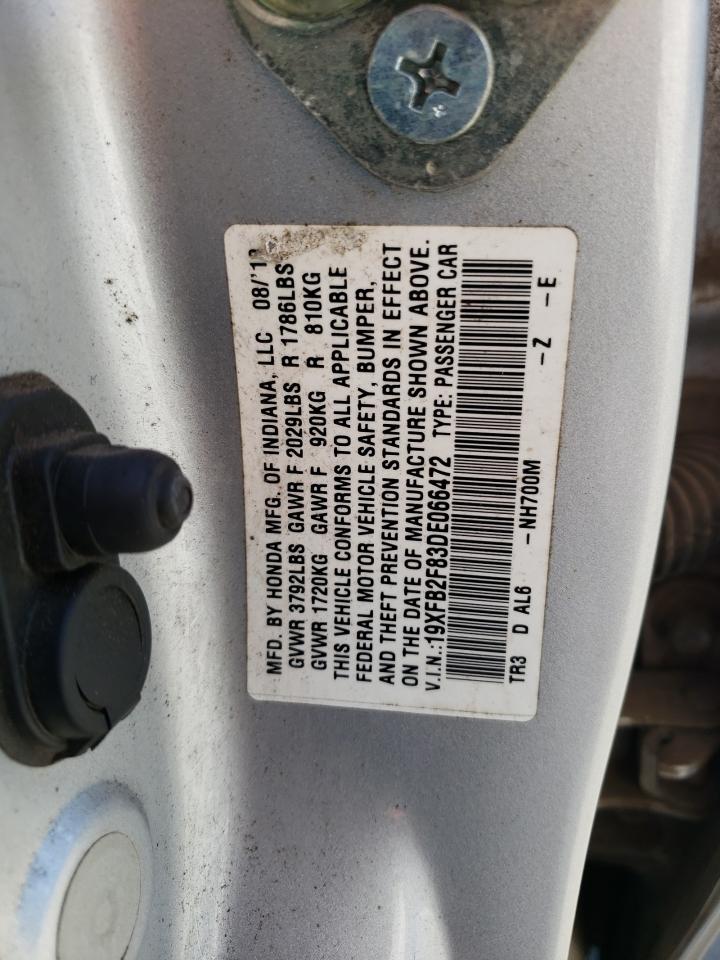 MFD. BY HONDA MFG. OF INDIANA, LLC
GVWR 3792LBS GAWR F 2029LBS R 1786LBS
GVWR 1720KG GAWR F 920KG R 810KG
THIS VEHICLE CONFORMS TO ALL APPLICABLE
FEDERAL MOTOR VEHICLE SAFETY, BUMPER,
AND THEFT PREVENTION STANDARDS IN EFFECT
ON THE DATE OF MANUFACTURE SHOWN ABOVE.
V.I.N.:19XFB2F83DE066472 TYPE: PASSENGER CAR
TR3 D AL6 -NH700M -Z -E